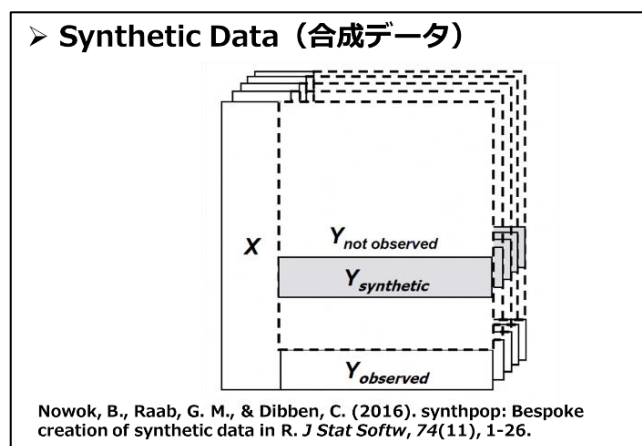 ➢ Synthetic Data（合成データ）
Y not observed
X
Y synthetic
Y observed
Nowok, B., Raab, G. M., & Dibben, C. (2016). synthpop: Bespoke
creation of synthetic data in R. J Stat Softw, 74(11), 1-26.